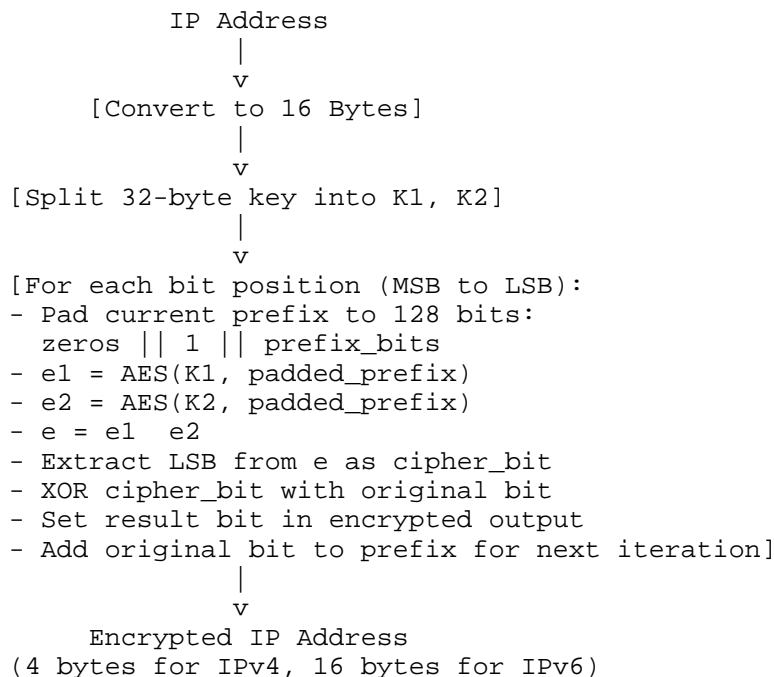 IP Address
|
v
[Convert to 16 Bytes]
|
v
[Split 32-byte key into K1, K2]
|
v
[For each bit position (MSB to LSB):
- Pad current prefix to 128 bits:
zeros || 1 || prefix_bits
- e1 = AES(K1, padded_prefix)
- e2 = AES(K2, padded_prefix)
- e = e1  e2
- Extract LSB from e as cipher_bit
- XOR cipher_bit with original bit
- Set result bit in encrypted output
- Add original bit to prefix for next iteration]
|
v
Encrypted IP Address
(4 bytes for IPv4, 16 bytes for IPv6)